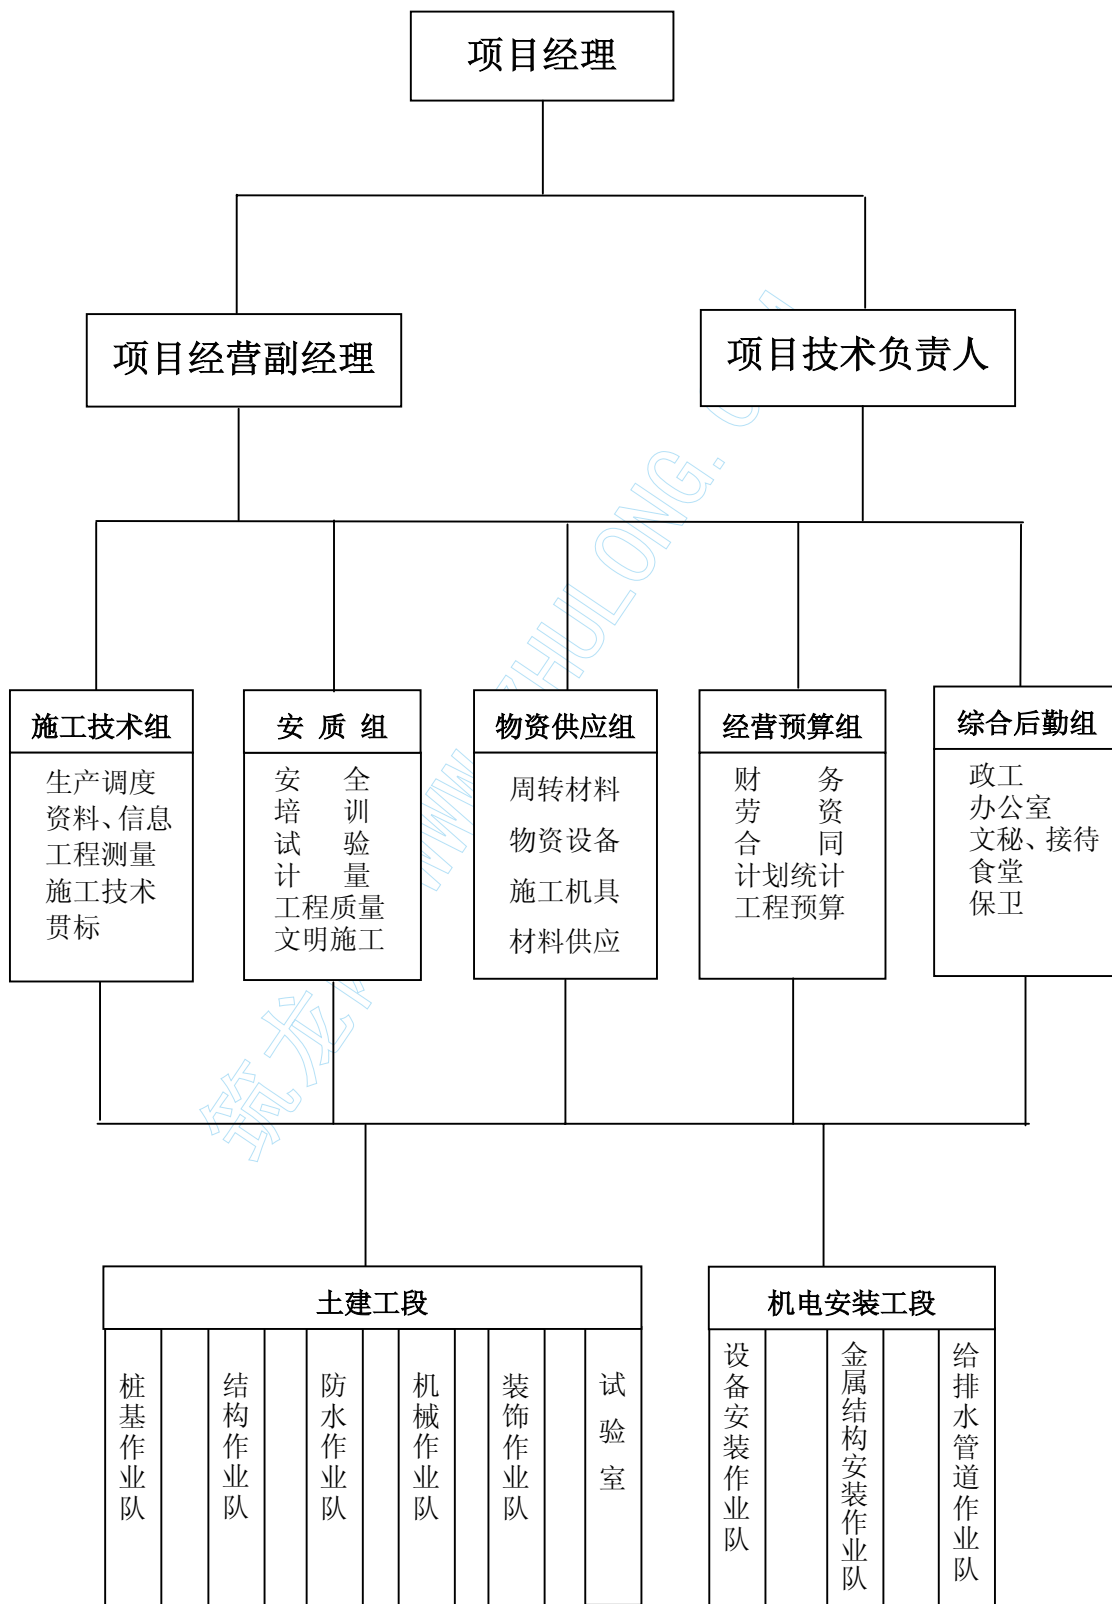 项目经理
项目经营副经理
项目技术负责人
施工技术组
生产调度
资料、信息
工程测量
施工技术
贯标
安 质 组
安 全
培 训
试 验
计 量
工程质量
文明施工
物资供应组
周转材料
物资设备
施工机具
材料供应
经营预算组
财 务
劳 资
合 同
计划统计
工程预算
综合后勤组
政工
办公室
文秘、接待
食堂
保卫
土建工段
桩基作业队
结构作业队
防水作业队
机械作业队
装饰作业队
试验室
机电安装工段
设备安装作业队
金属结构安装作业队
给排水管道作业队